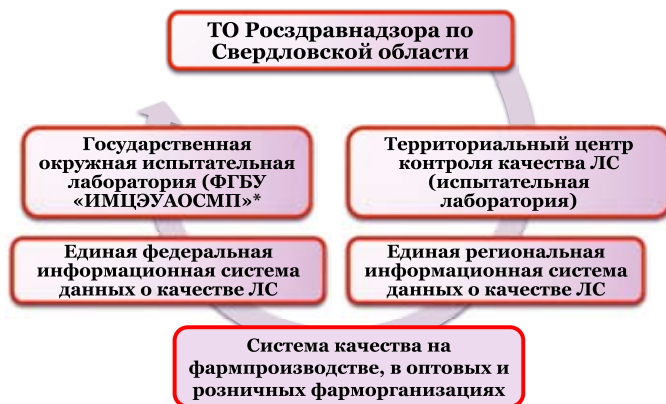 ТО Росздравнадзора по
Свердловской области
Государственная
окружная испытательная
лаборатория (ФГБУ
«ИМЦЭУАОСМП»*
Территориальный центр
контроля качества ЛС
(испытательная
лаборатория)
Единая федеральная
информационная система
данных о качестве ЛС
Единая региональная
информационная система
данных о качестве ЛС
Система качества на
фармпроизводстве, в оптовых и
розничных фарморганизациях